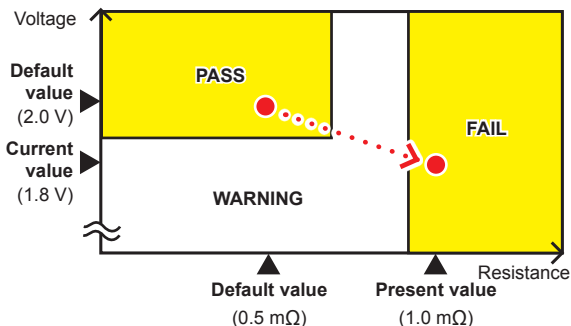 Voltage
Default
value
(2.0 V)
Current
value
(1.8 V)
PASS
FAIL
WARNING
Resistance
Default value
(0.5 mΩ)
Present value
(1.0 mΩ)